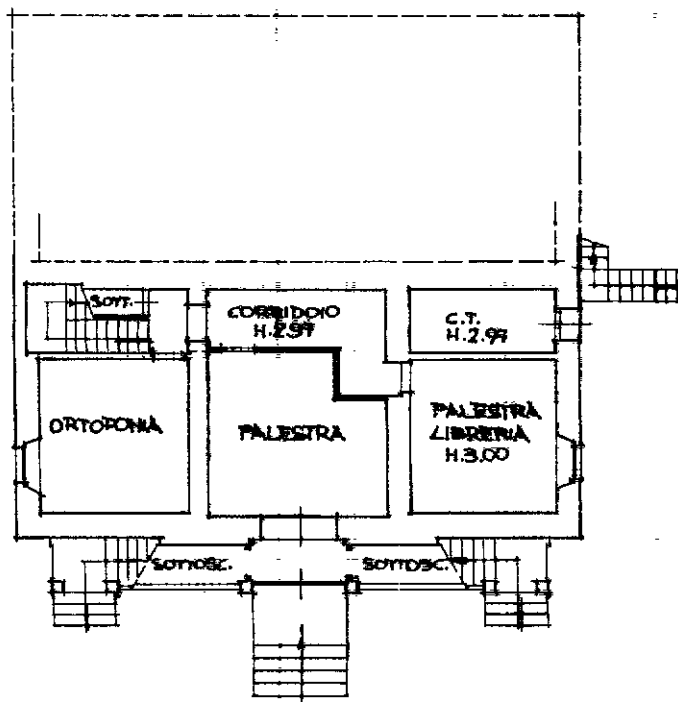 SOTT.
CORRIDOIO
H.2.97
C.T.
H.2.97
ORTOFONIA
PALESTRA
PALESTRA
LIBRERIA
H.3.00
SOTTOSC.
SOTTOSC.